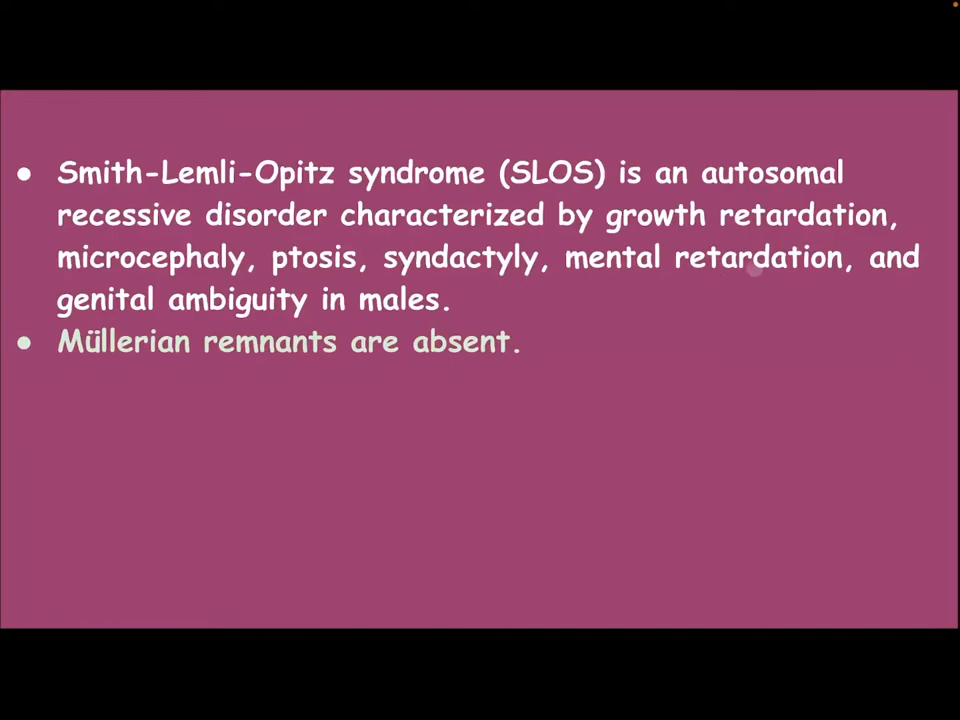 ● Smith-Lemli-Opitz syndrome (SLOS) is an autosomal
recessive disorder characterized by growth retardation,
microcephaly, ptosis, syndactyly, mental retardation, and
genital ambiguity in males.
● Müllerian remnants are absent.